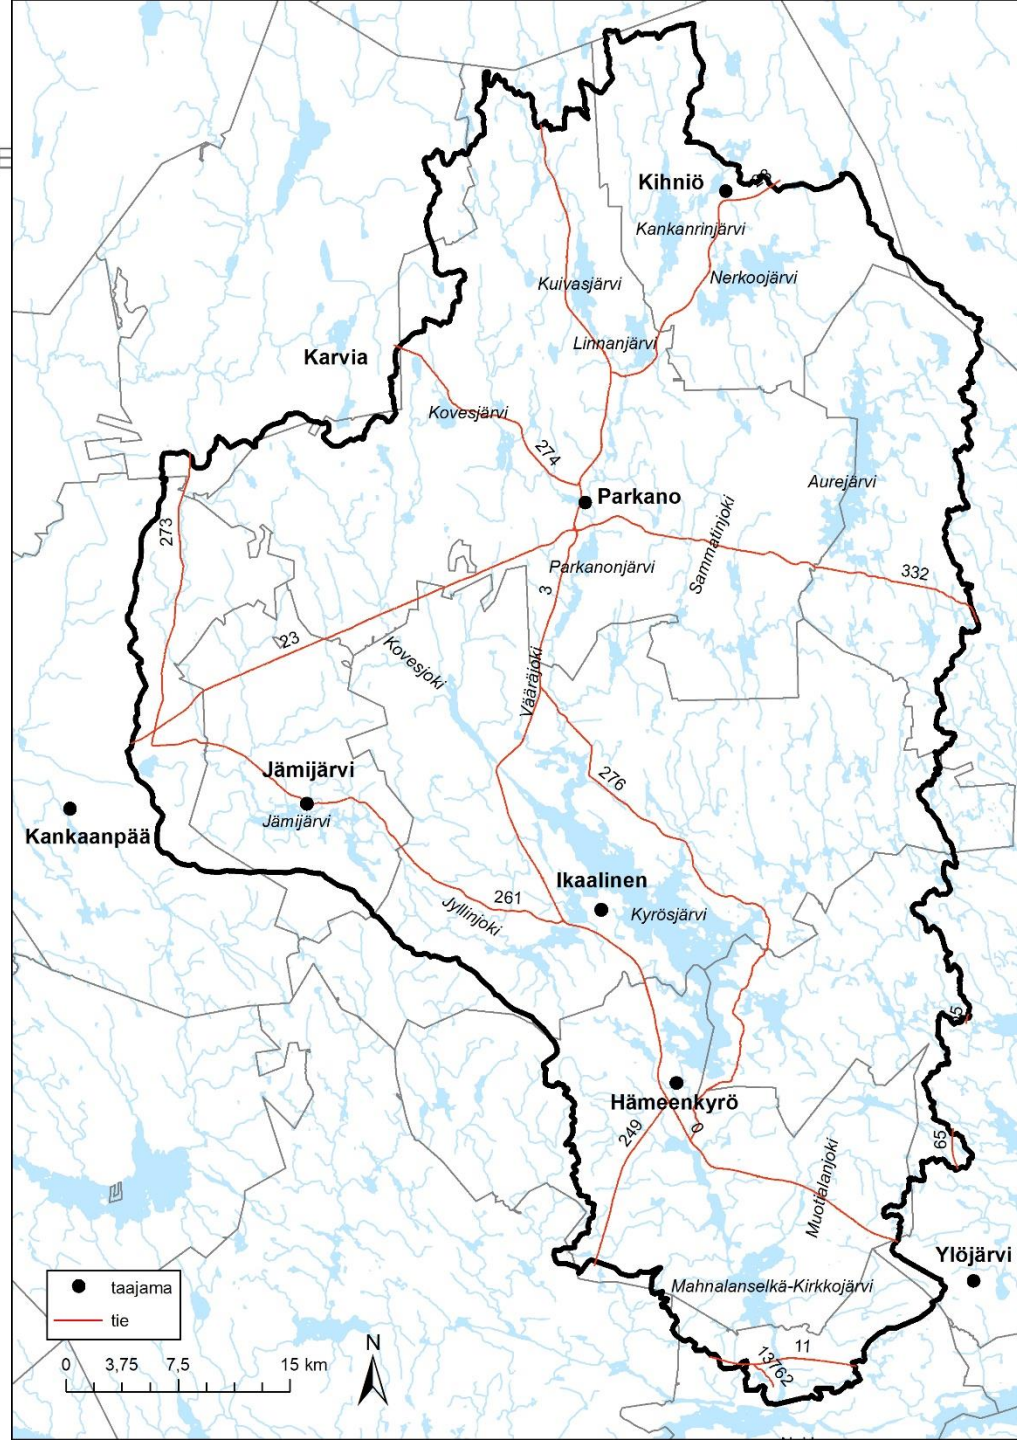 Kihniö
Kankanrinjärvi
Kuivasjärvi
Nerkoojärvi
Linnanjärvi
Karvia
Kovesjärvi
274
Parkano
Aurejärvi
273
Sammatinjoki
Parkanonjärvi
332
3
23
Kovesjoki
Vääräjoki
Jämijärvi
276
Jämijärvi
Kankaanpää
Ikaalinen
261
Jyllinjoki
Kyrösjärvi
Hämeenkyrö
249
0
65
Muotialanjoki
Ylöjärvi
Mahnalanselkä-Kirkkojärvi
11
13762
taajama
tie
0 3,75 7,5 15 km
N